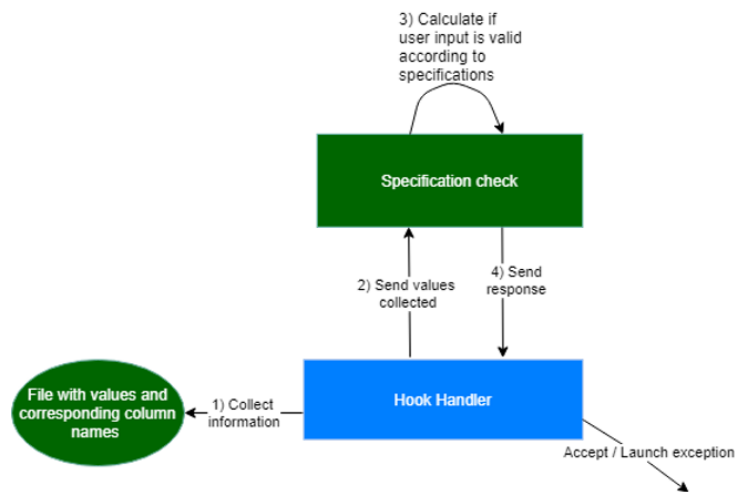 3) Calculate if
user input is valid
according to
specifications
Specification check
2) Send values
collected
4) Send
response
File with values and
corresponding column
names
1) Collect
information
Hook Handler
Accept / Launch exception